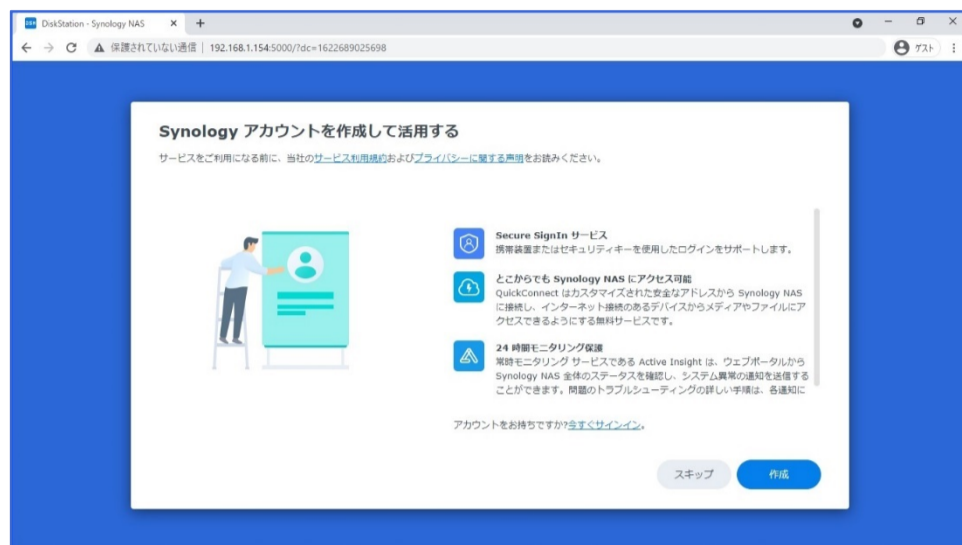 DSM DiskStation - Synology NAS
保護されていない通信 | 192.168.1.154:5000/?dc=1622689025698 ゲスト
Synology アカウントを作成して活用する
サービスをご利用になる前に、当社のサービス利用規約およびプライバシーに関する声明をお読みください。
Secure SignIn サービス
携帯装置またはセキュリティキーを使用したログインをサポートします。
とこからでも Synology NAS にアクセス可能
QuickConnect はカスタマイズされた安全なアドレスから Synology NAS
に接続し、インターネット接続のあるデバイスからメディアやファイルにア
クセスできるようにする無料サービスです。
24 時間モニタリング保護
常時モニタリング サービスである Active Insight は、ウェブポータルから
Synology NAS 全体のステータスを確認し、システム異常の通知を送信する
ことができます。問題のトラブルシューティングの詳しい手順は、各通知に
アカウントをお持ちですか?今すぐサインイン。
スキップ 作成